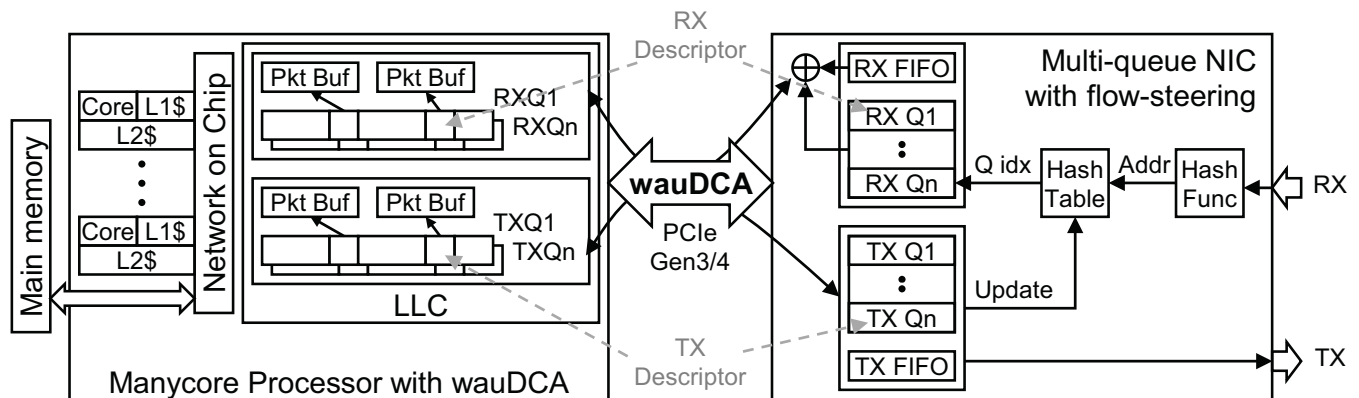 Main memory
Core
L1$
L2$
Core
L1$
L2$
Network on Chip
Pkt Buf
Pkt Buf
RXQ1
RXQn
Pkt Buf
Pkt Buf
TXQ1
TXQn
LLC
Manycore Processor with wauDCA
RX
Descriptor
wauDCA
PCIe
Gen3/4
TX
Descriptor
RX FIFO
RX Q1
RX Qn
TX Q1
TX Qn
TX FIFO
Multi-queue NIC
with flow-steering
Q idx
Hash
Table
Addr
Hash
Func
RX
Update
TX